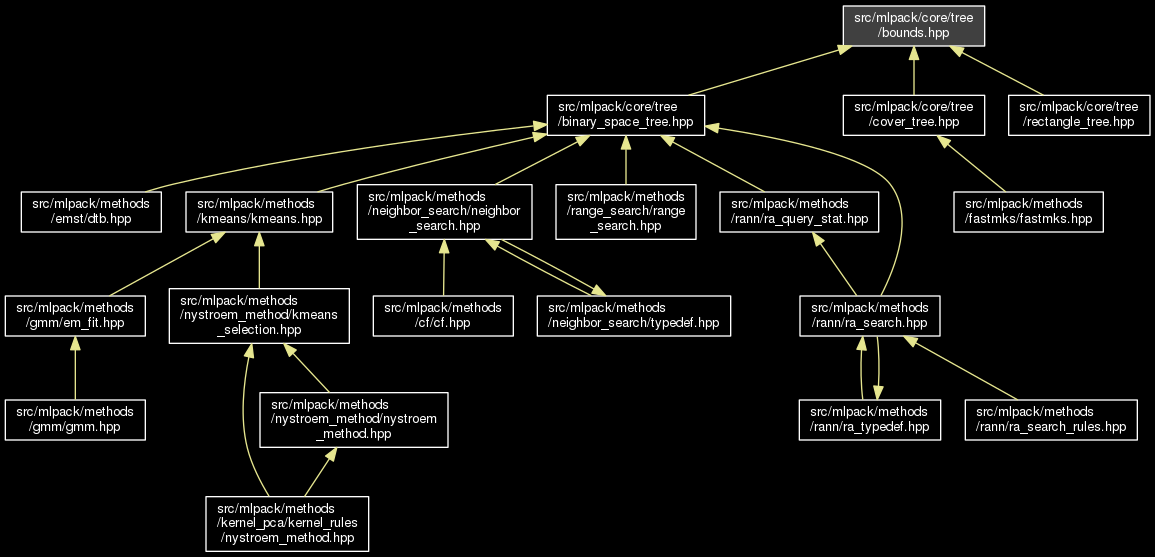 src/mlpack/core/tree
/bounds.hpp
src/mlpack/core/tree
/binary_space_tree.hpp
src/mlpack/core/tree
/cover_tree.hpp
src/mlpack/core/tree
/rectangle_tree.hpp
src/mlpack/methods
/emst/dtb.hpp
src/mlpack/methods
/kmeans/kmeans.hpp
src/mlpack/methods
/neighbor_search/neighbor
_search.hpp
src/mlpack/methods
/range_search/range
_search.hpp
src/mlpack/methods
/rann/ra_query_stat.hpp
src/mlpack/methods
/fastmks/fastmks.hpp
src/mlpack/methods
/gmm/em_fit.hpp
src/mlpack/methods
/nystroem_method/kmeans
_selection.hpp
src/mlpack/methods
/cf/cf.hpp
src/mlpack/methods
/neighbor_search/typedef.hpp
src/mlpack/methods
/rann/ra_search.hpp
src/mlpack/methods
/gmm/gmm.hpp
src/mlpack/methods
/nystroem_method/nystroem
_method.hpp
src/mlpack/methods
/rann/ra_typedef.hpp
src/mlpack/methods
/rann/ra_search_rules.hpp
src/mlpack/methods
/kernel_pca/kernel_rules
/nystroem_method.hpp